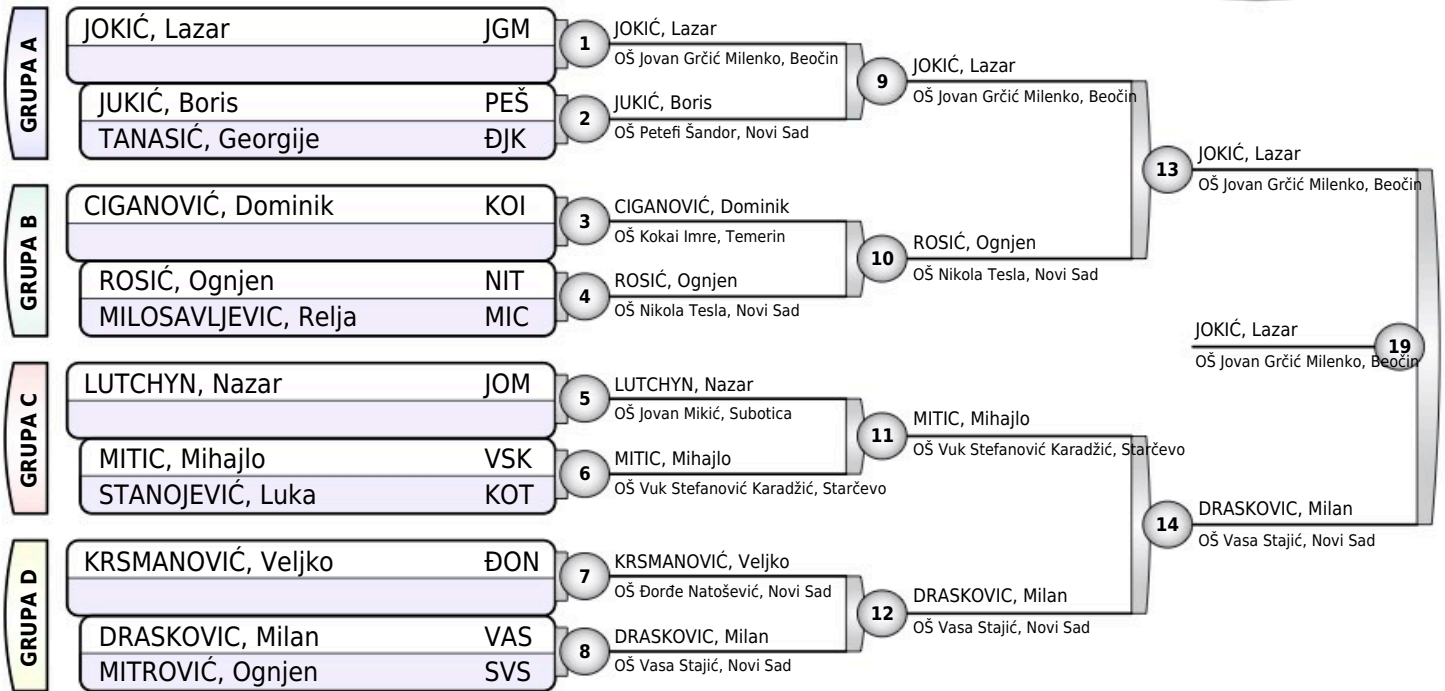 GRUPA A
JOKIĆ, Lazar JGM
JUKIĆ, Boris PEŠ
TANASIĆ, Georgije ĐJK
GRUPA B
CIGANOVIĆ, Dominik KOI
ROSIĆ, Ognjen NIT
MILOSAVLJEVIC, Relja MIC
GRUPA C
LUTCHYN, Nazar JOM
MITIC, Mihajlo VSK
STANOJEVIĆ, Luka KOT
GRUPA D
KRSMANOVIĆ, Veljko ĐON
DRASKOVIC, Milan VAS
MITROVIĆ, Ognjen SVS
1
JOKIĆ, Lazar
OŠ Jovan Grčić Milenko, Beočin
2
JUKIĆ, Boris
OŠ Petefi Šandor, Novi Sad
3
CIGANOVIĆ, Dominik
OŠ Kokai Imre, Temerin
4
ROSIĆ, Ognjen
OŠ Nikola Tesla, Novi Sad
5
LUTCHYN, Nazar
OŠ Jovan Mikić, Subotica
6
MITIC, Mihajlo
OŠ Vuk Stefanović Karadžić, Starčevo
7
KRSMANOVIĆ, Veljko
OŠ Đorđe Natošević, Novi Sad
8
DRASKOVIC, Milan
OŠ Vasa Stajić, Novi Sad
9
JOKIĆ, Lazar
OŠ Jovan Grčić Milenko, Beočin
10
ROSIĆ, Ognjen
OŠ Nikola Tesla, Novi Sad
11
MITIC, Mihajlo
OŠ Vuk Stefanović Karadžić, Starčevo
12
DRASKOVIC, Milan
OŠ Vasa Stajić, Novi Sad
13
JOKIĆ, Lazar
OŠ Jovan Grčić Milenko, Beočin
14
DRASKOVIC, Milan
OŠ Vasa Stajić, Novi Sad
19
JOKIĆ, Lazar
OŠ Jovan Grčić Milenko, Beočin